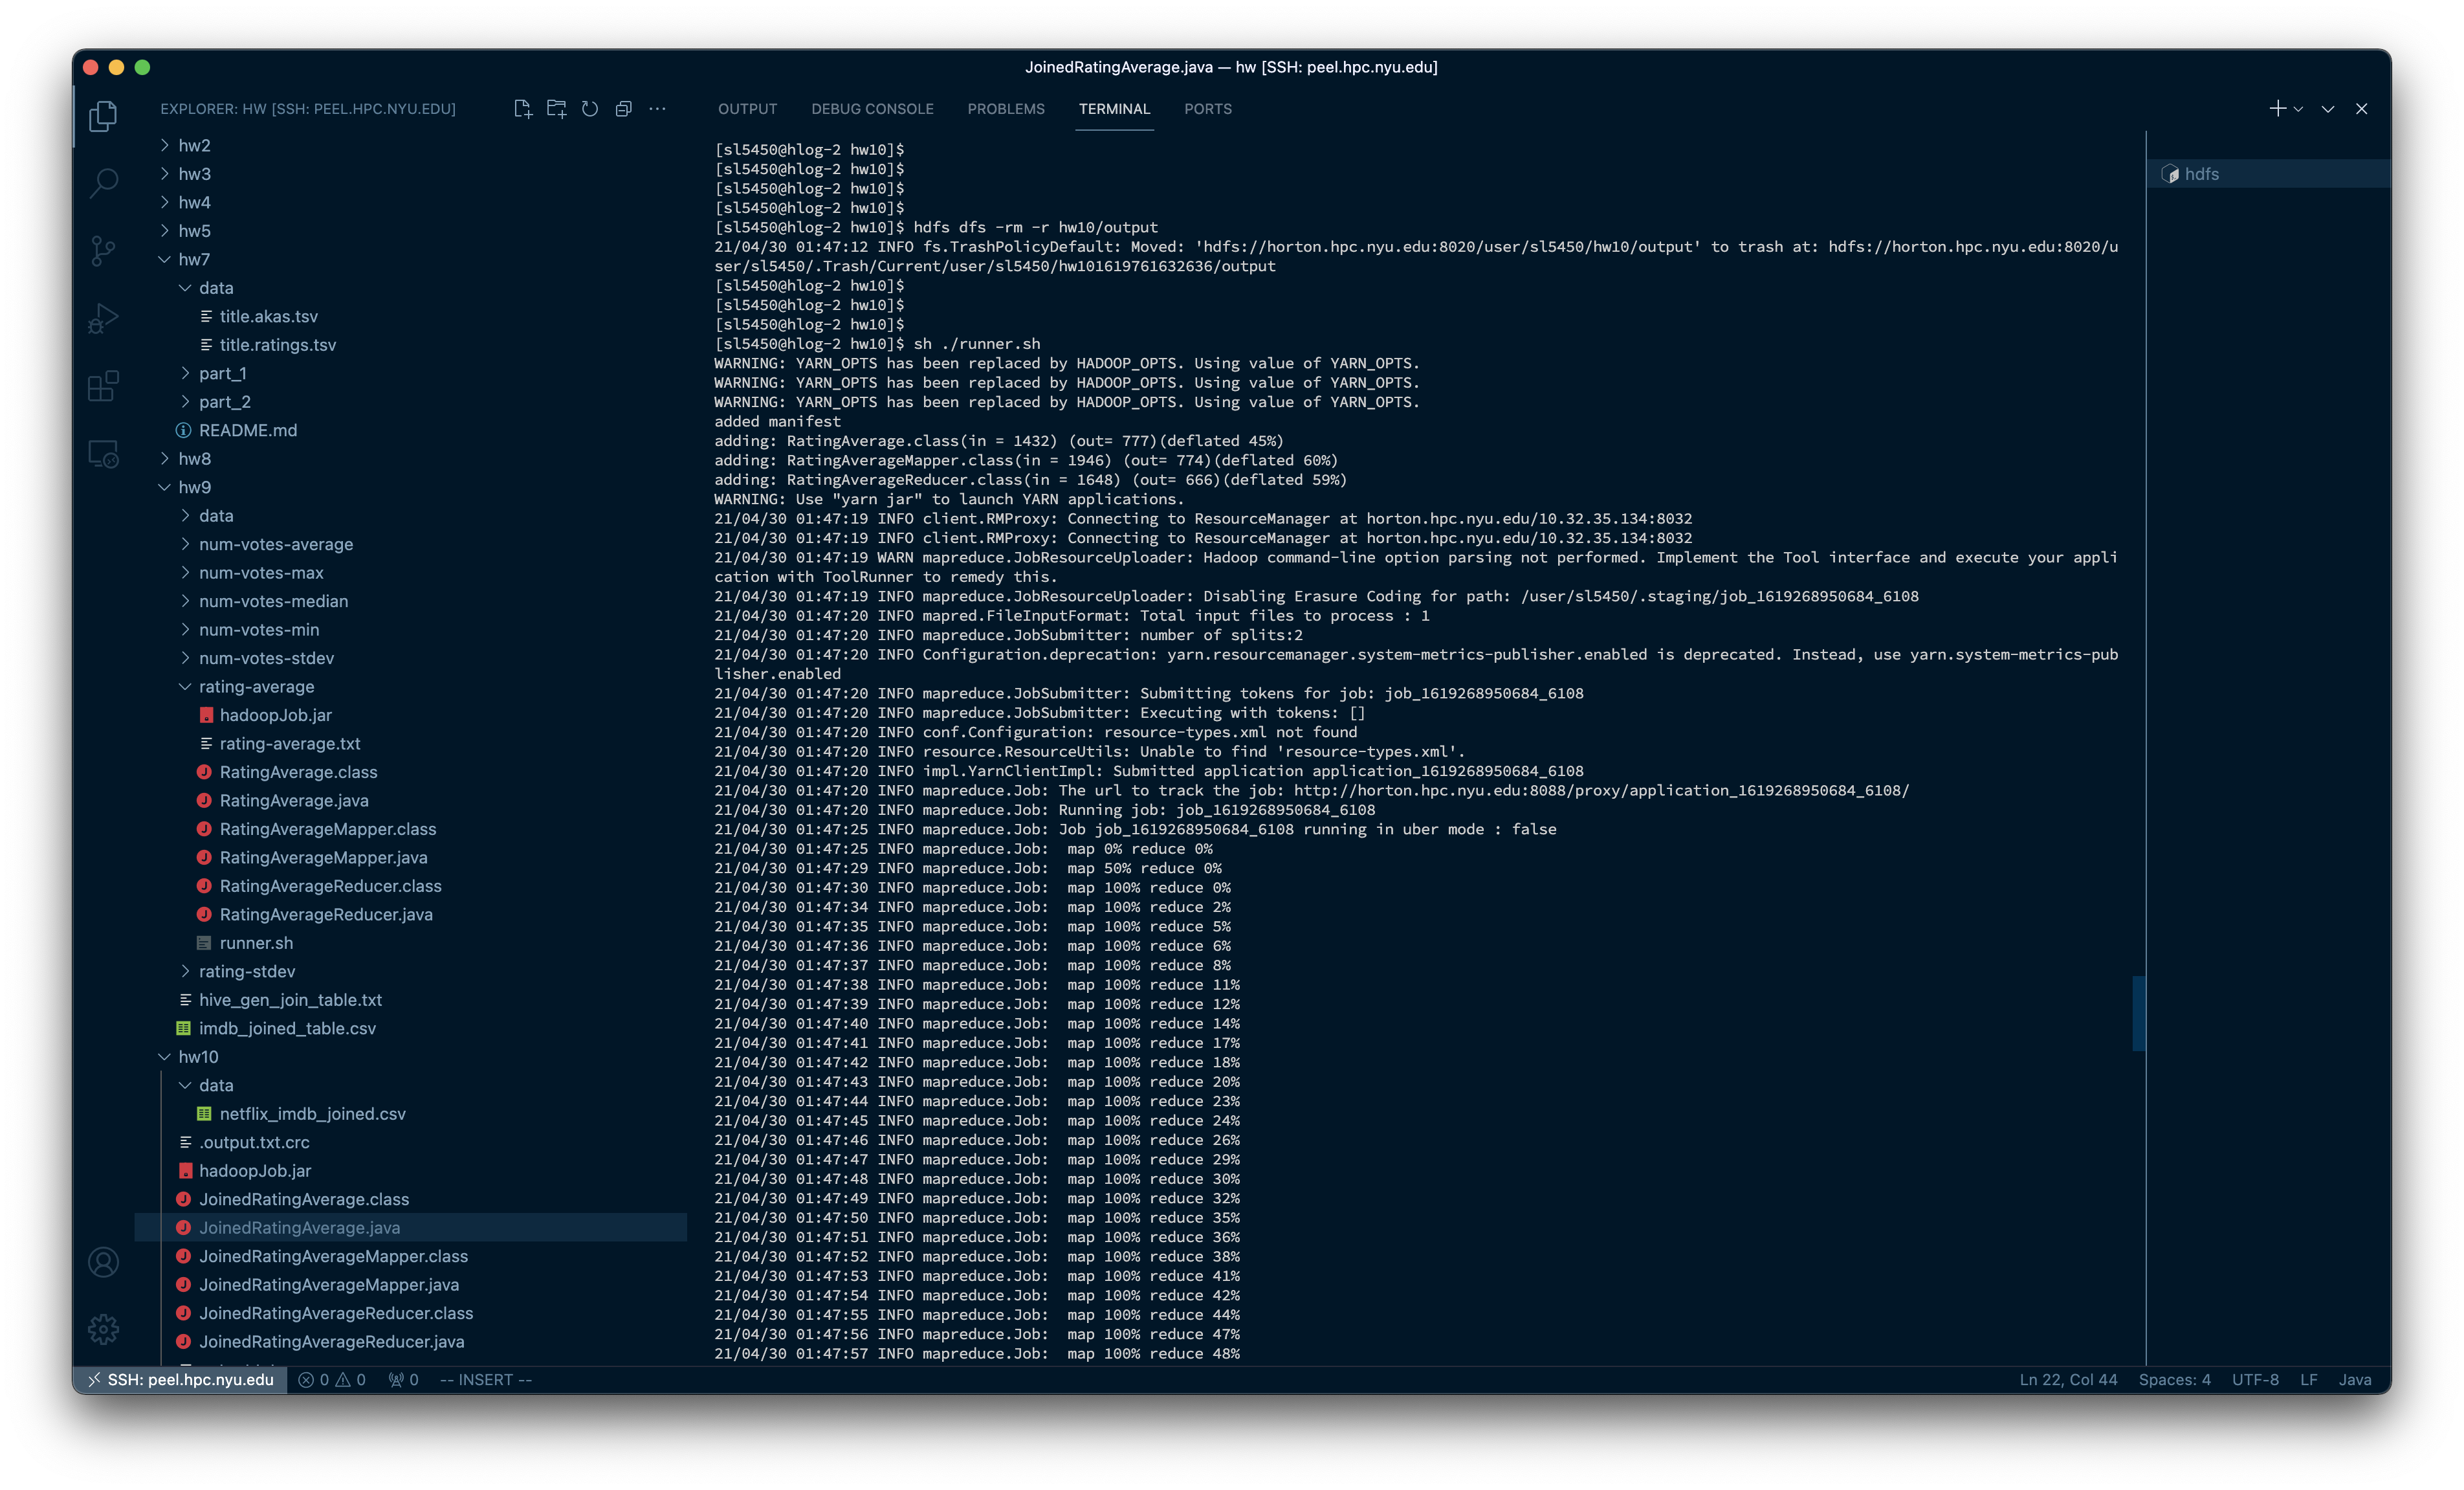 JoinedRatingAverage.java — hw [SSH: peel.hpc.nyu.edu]
EXPLORER: HW [SSH: PEEL.HPC.NYU.EDU]
hw2
hw3
hw4
hw5
hw7
data
title.akas.tsv
title.ratings.tsv
part_1
part_2
README.md
hw8
hw9
data
num-votes-average
num-votes-max
num-votes-median
num-votes-min
num-votes-stdev
rating-average
hadoopJob.jar
rating-average.txt
RatingAverage.class
RatingAverage.java
RatingAverageMapper.class
RatingAverageMapper.java
RatingAverageReducer.class
RatingAverageReducer.java
runner.sh
rating-stdev
hive_gen_join_table.txt
imdb_joined_table.csv
hw10
data
netflix_imdb_joined.csv
.output.txt.crc
hadoopJob.jar
JoinedRatingAverage.class
JoinedRatingAverage.java
JoinedRatingAverageMapper.class
JoinedRatingAverageMapper.java
JoinedRatingAverageReducer.class
JoinedRatingAverageReducer.java
OUTPUT DEBUG CONSOLE PROBLEMS TERMINAL PORTS
[sl5450@hlog-2 hw10]$
[sl5450@hlog-2 hw10]$
[sl5450@hlog-2 hw10]$
[sl5450@hlog-2 hw10]$
[sl5450@hlog-2 hw10]$ hdfs dfs -rm -r hw10/output
21/04/30 01:47:12 INFO fs.TrashPolicyDefault: Moved: 'hdfs://horton.hpc.nyu.edu:8020/user/sl5450/hw10/output' to trash at: hdfs://horton.hpc.nyu.edu:8020/u
ser/sl5450/.Trash/Current/user/sl5450/hw101619761632636/output
[sl5450@hlog-2 hw10]$
[sl5450@hlog-2 hw10]$
[sl5450@hlog-2 hw10]$
[sl5450@hlog-2 hw10]$ sh ./runner.sh
WARNING: YARN_OPTS has been replaced by HADOOP_OPTS. Using value of YARN_OPTS.
WARNING: YARN_OPTS has been replaced by HADOOP_OPTS. Using value of YARN_OPTS.
WARNING: YARN_OPTS has been replaced by HADOOP_OPTS. Using value of YARN_OPTS.
added manifest
adding: RatingAverage.class(in = 1432) (out= 777)(deflated 45%)
adding: RatingAverageMapper.class(in = 1946) (out= 774)(deflated 60%)
adding: RatingAverageReducer.class(in = 1648) (out= 666)(deflated 59%)
WARNING: Use "yarn jar" to launch YARN applications.
21/04/30 01:47:19 INFO client.RMProxy: Connecting to ResourceManager at horton.hpc.nyu.edu/10.32.35.134:8032
21/04/30 01:47:19 INFO client.RMProxy: Connecting to ResourceManager at horton.hpc.nyu.edu/10.32.35.134:8032
21/04/30 01:47:19 WARN mapreduce.JobResourceUploader: Hadoop command-line option parsing not performed. Implement the Tool interface and execute your appli
cation with ToolRunner to remedy this.
21/04/30 01:47:19 INFO mapreduce.JobResourceUploader: Disabling Erasure Coding for path: /user/sl5450/.staging/job_1619268950684_6108
21/04/30 01:47:20 INFO mapred.FileInputFormat: Total input files to process : 1
21/04/30 01:47:20 INFO mapreduce.JobSubmitter: number of splits:2
21/04/30 01:47:20 INFO Configuration.deprecation: yarn.resourcemanager.system-metrics-publisher.enabled is deprecated. Instead, use yarn.system-metrics-pub
lisher.enabled
21/04/30 01:47:20 INFO mapreduce.JobSubmitter: Submitting tokens for job: job_1619268950684_6108
21/04/30 01:47:20 INFO mapreduce.JobSubmitter: Executing with tokens: []
21/04/30 01:47:20 INFO conf.Configuration: resource-types.xml not found
21/04/30 01:47:20 INFO resource.ResourceUtils: Unable to find 'resource-types.xml'.
21/04/30 01:47:20 INFO impl.YarnClientImpl: Submitted application application_1619268950684_6108
21/04/30 01:47:20 INFO mapreduce.Job: The url to track the job: http://horton.hpc.nyu.edu:8088/proxy/application_1619268950684_6108/
21/04/30 01:47:20 INFO mapreduce.Job: Running job: job_1619268950684_6108
21/04/30 01:47:25 INFO mapreduce.Job: Job job_1619268950684_6108 running in uber mode : false
21/04/30 01:47:25 INFO mapreduce.Job:  map 0% reduce 0%
21/04/30 01:47:29 INFO mapreduce.Job:  map 50% reduce 0%
21/04/30 01:47:30 INFO mapreduce.Job:  map 100% reduce 0%
21/04/30 01:47:34 INFO mapreduce.Job:  map 100% reduce 2%
21/04/30 01:47:35 INFO mapreduce.Job:  map 100% reduce 5%
21/04/30 01:47:36 INFO mapreduce.Job:  map 100% reduce 6%
21/04/30 01:47:37 INFO mapreduce.Job:  map 100% reduce 8%
21/04/30 01:47:38 INFO mapreduce.Job:  map 100% reduce 11%
21/04/30 01:47:39 INFO mapreduce.Job:  map 100% reduce 12%
21/04/30 01:47:40 INFO mapreduce.Job:  map 100% reduce 14%
21/04/30 01:47:41 INFO mapreduce.Job:  map 100% reduce 17%
21/04/30 01:47:42 INFO mapreduce.Job:  map 100% reduce 18%
21/04/30 01:47:43 INFO mapreduce.Job:  map 100% reduce 20%
21/04/30 01:47:44 INFO mapreduce.Job:  map 100% reduce 23%
21/04/30 01:47:45 INFO mapreduce.Job:  map 100% reduce 24%
21/04/30 01:47:46 INFO mapreduce.Job:  map 100% reduce 26%
21/04/30 01:47:47 INFO mapreduce.Job:  map 100% reduce 29%
21/04/30 01:47:48 INFO mapreduce.Job:  map 100% reduce 30%
21/04/30 01:47:49 INFO mapreduce.Job:  map 100% reduce 32%
21/04/30 01:47:50 INFO mapreduce.Job:  map 100% reduce 35%
21/04/30 01:47:51 INFO mapreduce.Job:  map 100% reduce 36%
21/04/30 01:47:52 INFO mapreduce.Job:  map 100% reduce 38%
21/04/30 01:47:53 INFO mapreduce.Job:  map 100% reduce 41%
21/04/30 01:47:54 INFO mapreduce.Job:  map 100% reduce 42%
21/04/30 01:47:55 INFO mapreduce.Job:  map 100% reduce 44%
21/04/30 01:47:56 INFO mapreduce.Job:  map 100% reduce 47%
21/04/30 01:47:57 INFO mapreduce.Job:  map 100% reduce 48%
hdfs
SSH: peel.hpc.nyu.edu 0 0 0 -- INSERT -- Ln 22, Col 44 Spaces: 4 UTF-8 LF Java